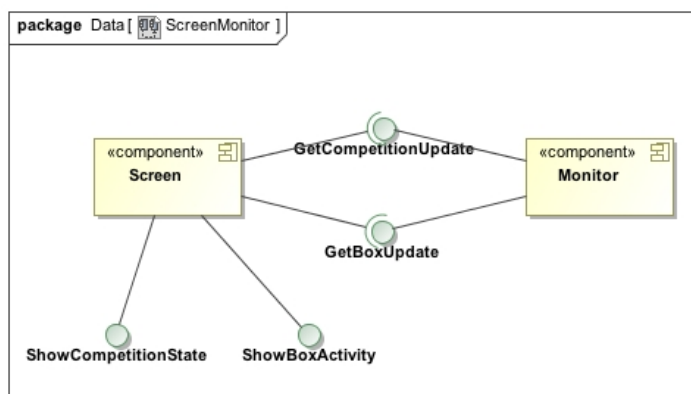 package Data [ ScreenMonitor ]
«component»
Screen
GetCompetitionUpdate
«component»
Monitor
GetBoxUpdate
ShowCompetitionState
ShowBoxActivity